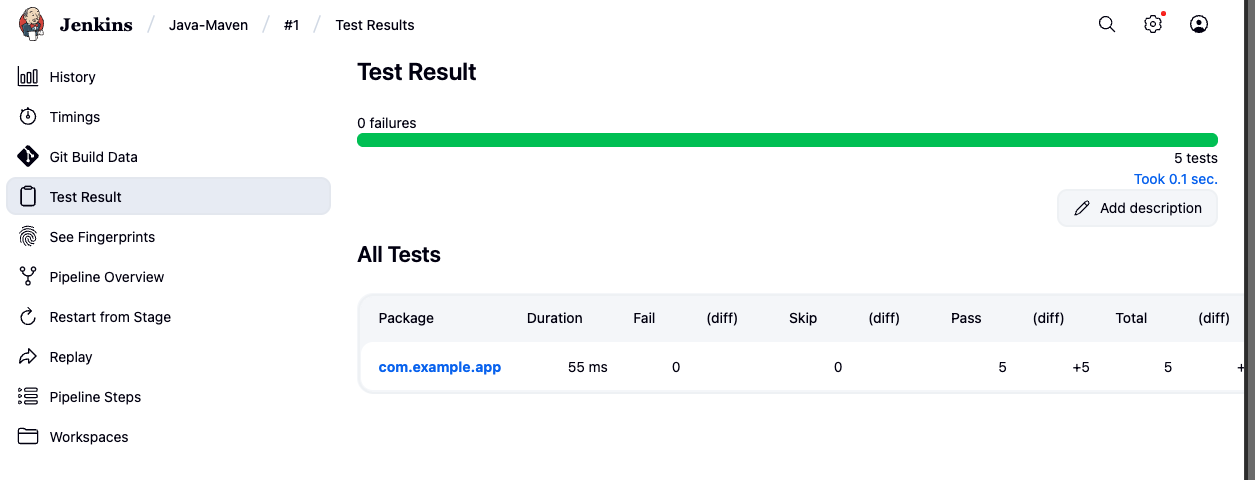 Jenkins / Java-Maven / #1 / Test Results
History
Timings
Git Build Data
Test Result
See Fingerprints
Pipeline Overview
Restart from Stage
Replay
Pipeline Steps
Workspaces
Test Result
0 failures
5 tests
Took 0.1 sec.
Add description
All Tests
Package Duration Fail (diff) Skip (diff) Pass (diff) Total (diff)
com.example.app 55 ms 0 0 5 +5 5 +